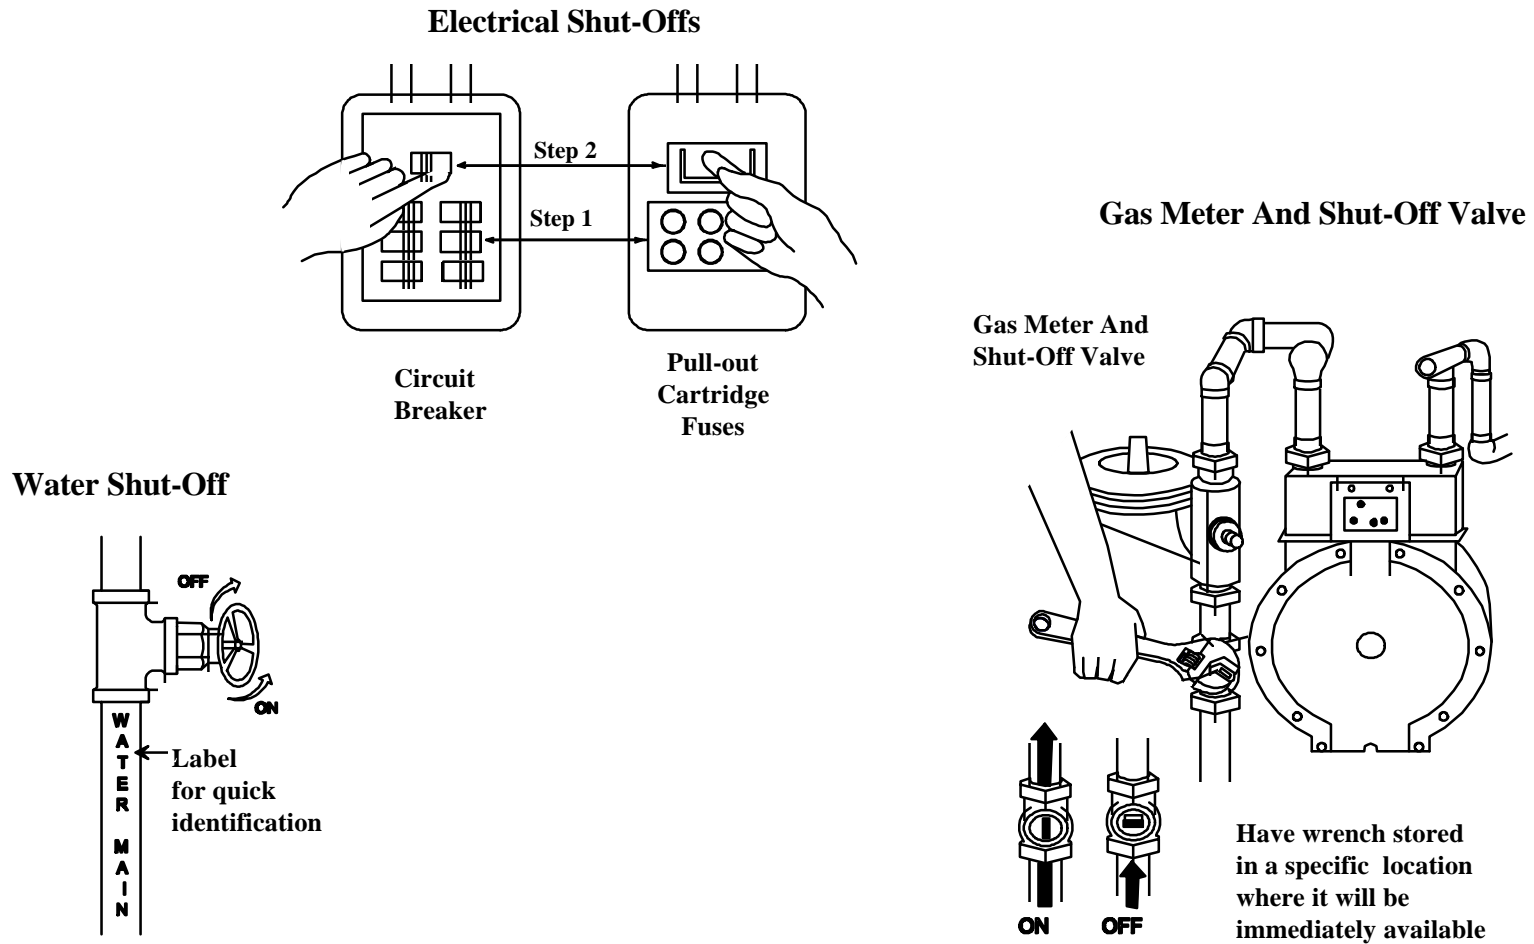 Electrical Shut-Offs
Step 2
Step 1
Circuit
Breaker
Pull-out
Cartridge
Fuses
Water Shut-Off
OFF
ON
WATER MAIN
Label
for quick
identification
Gas Meter And Shut-Off Valve
Gas Meter And
Shut-Off Valve
ON
OFF
Have wrench stored
in a specific location
where it will be
immediately available